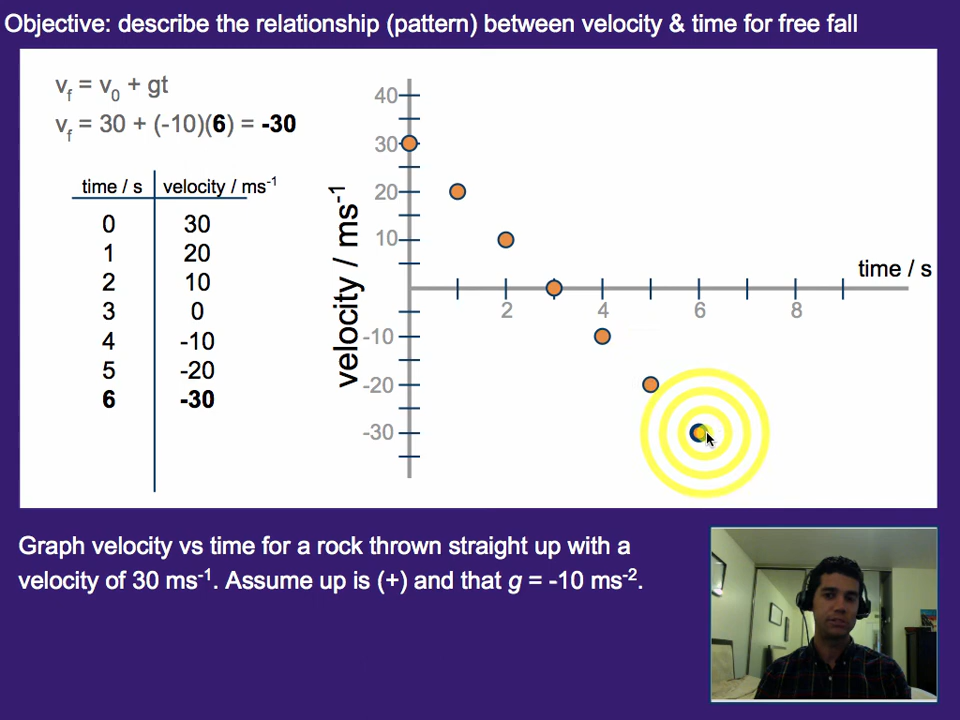 Objective: describe the relationship (pattern) between velocity & time for free fall
v_f = v_0 + gt
v_f = 30 + (-10)(6) = -30
time / s velocity / ms⁻¹
0 30
1 20
2 10
3 0
4 -10
5 -20
6 -30
velocity / ms⁻¹
40
30
20
10
-10
-20
-30
time / s
2 4 6 8
Graph velocity vs time for a rock thrown straight up with a
velocity of 30 ms⁻¹. Assume up is (+) and that g = -10 ms⁻².